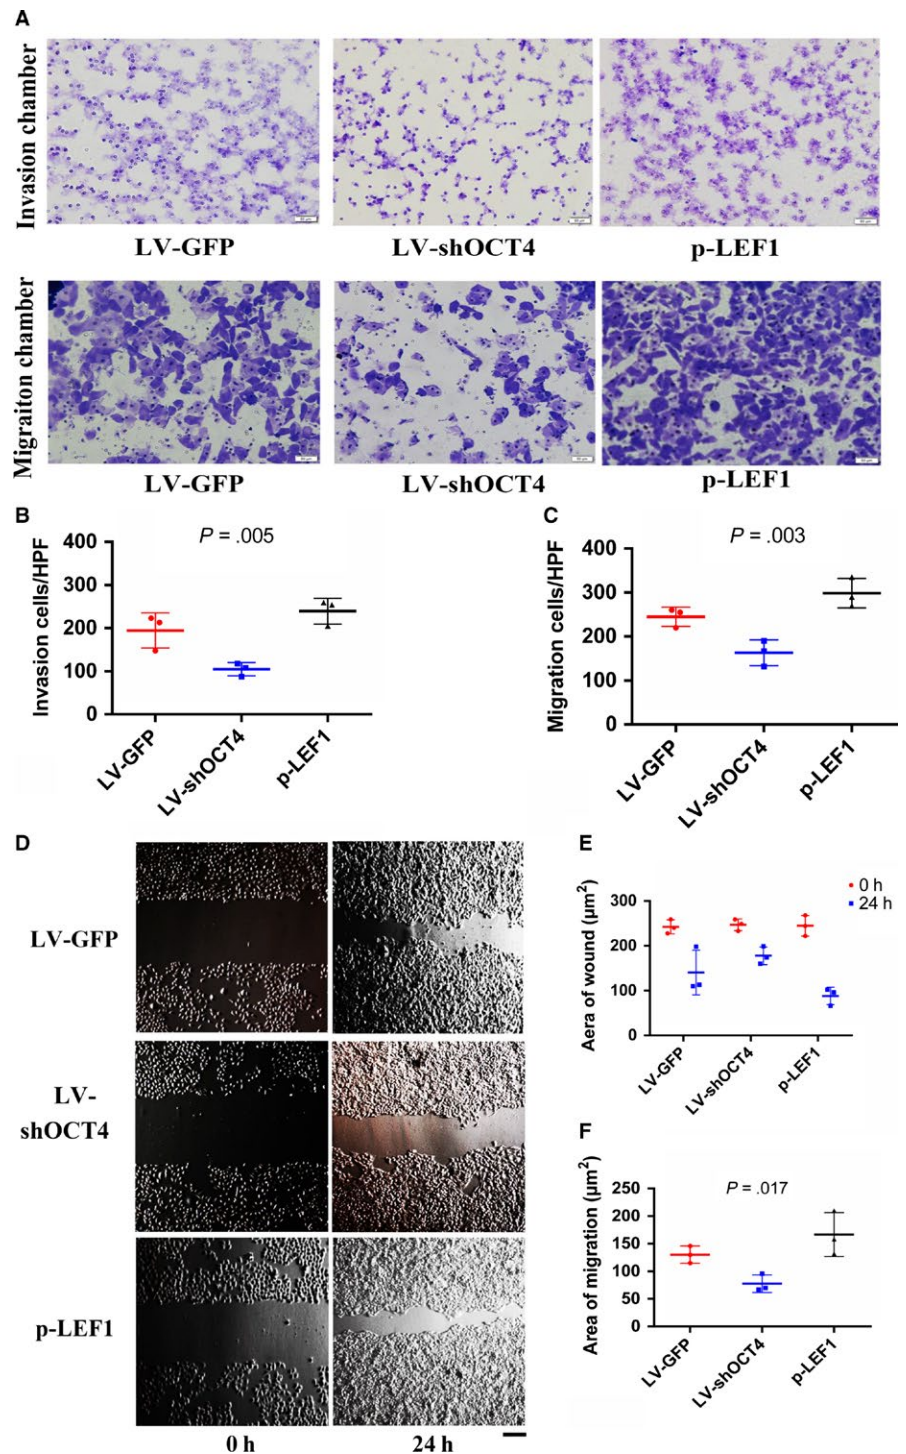 A
Invasion chamber
LV-GFP
LV-shOCT4
p-LEF1
Migraiton chamber
LV-GFP
LV-shOCT4
p-LEF1
B
P = .005
Invasion cells/HPF
400
300
200
100
0
LV-GFP
LV-shOCT4
p-LEF1
C
P = .003
Migration cells/HPF
400
300
200
100
0
LV-GFP
LV-shOCT4
p-LEF1
D
LV-GFP
LV-
shOCT4
p-LEF1
0 h
24 h
E
0 h
24 h
Aera of wound (µm²)
300
200
100
0
LV-GFP
LV-shOCT4
p-LEF1
F
P = .017
Area of migration (µm²)
250
200
150
100
50
0
LV-GFP
LV-shOCT4
p-LEF1